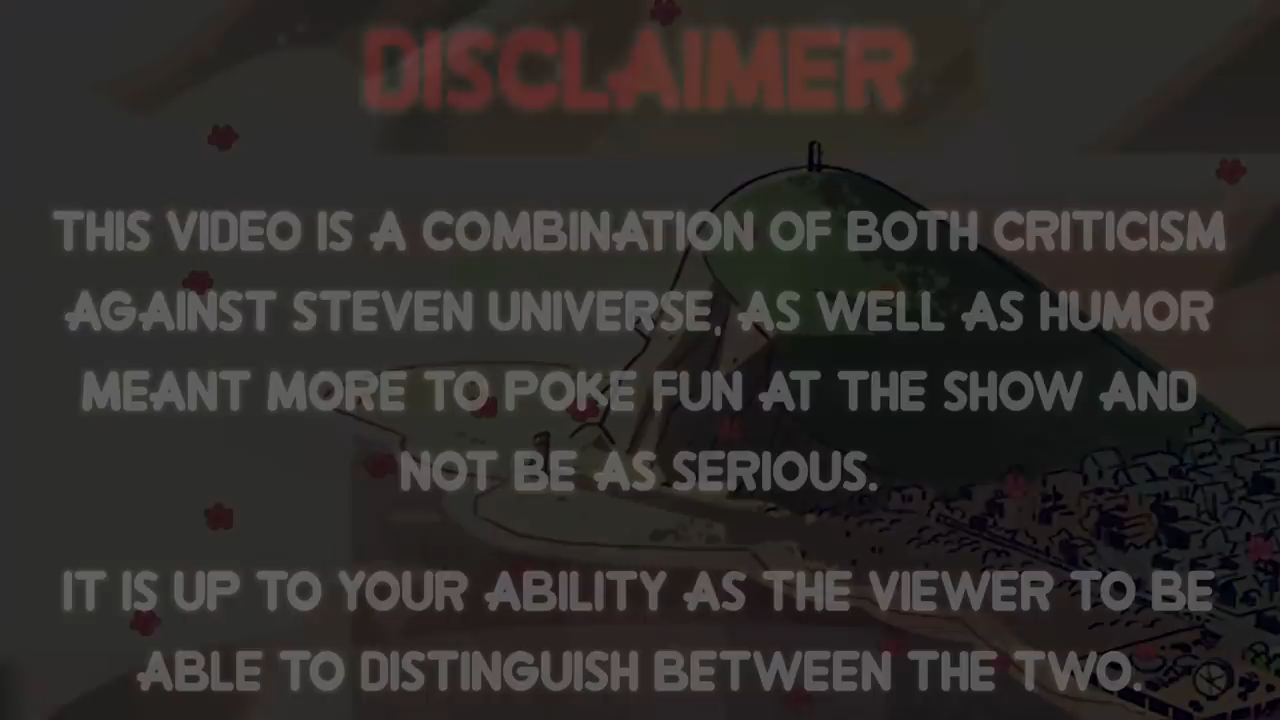 DISCLAIMER
THIS VIDEO IS A COMBINATION OF BOTH CRITICISM
AGAINST STEVEN UNIVERSE, AS WELL AS HUMOR
MEANT MORE TO POKE FUN AT THE SHOW AND
NOT BE AS SERIOUS.
IT IS UP TO YOUR ABILITY AS THE VIEWER TO BE
ABLE TO DISTINGUISH BETWEEN THE TWO.